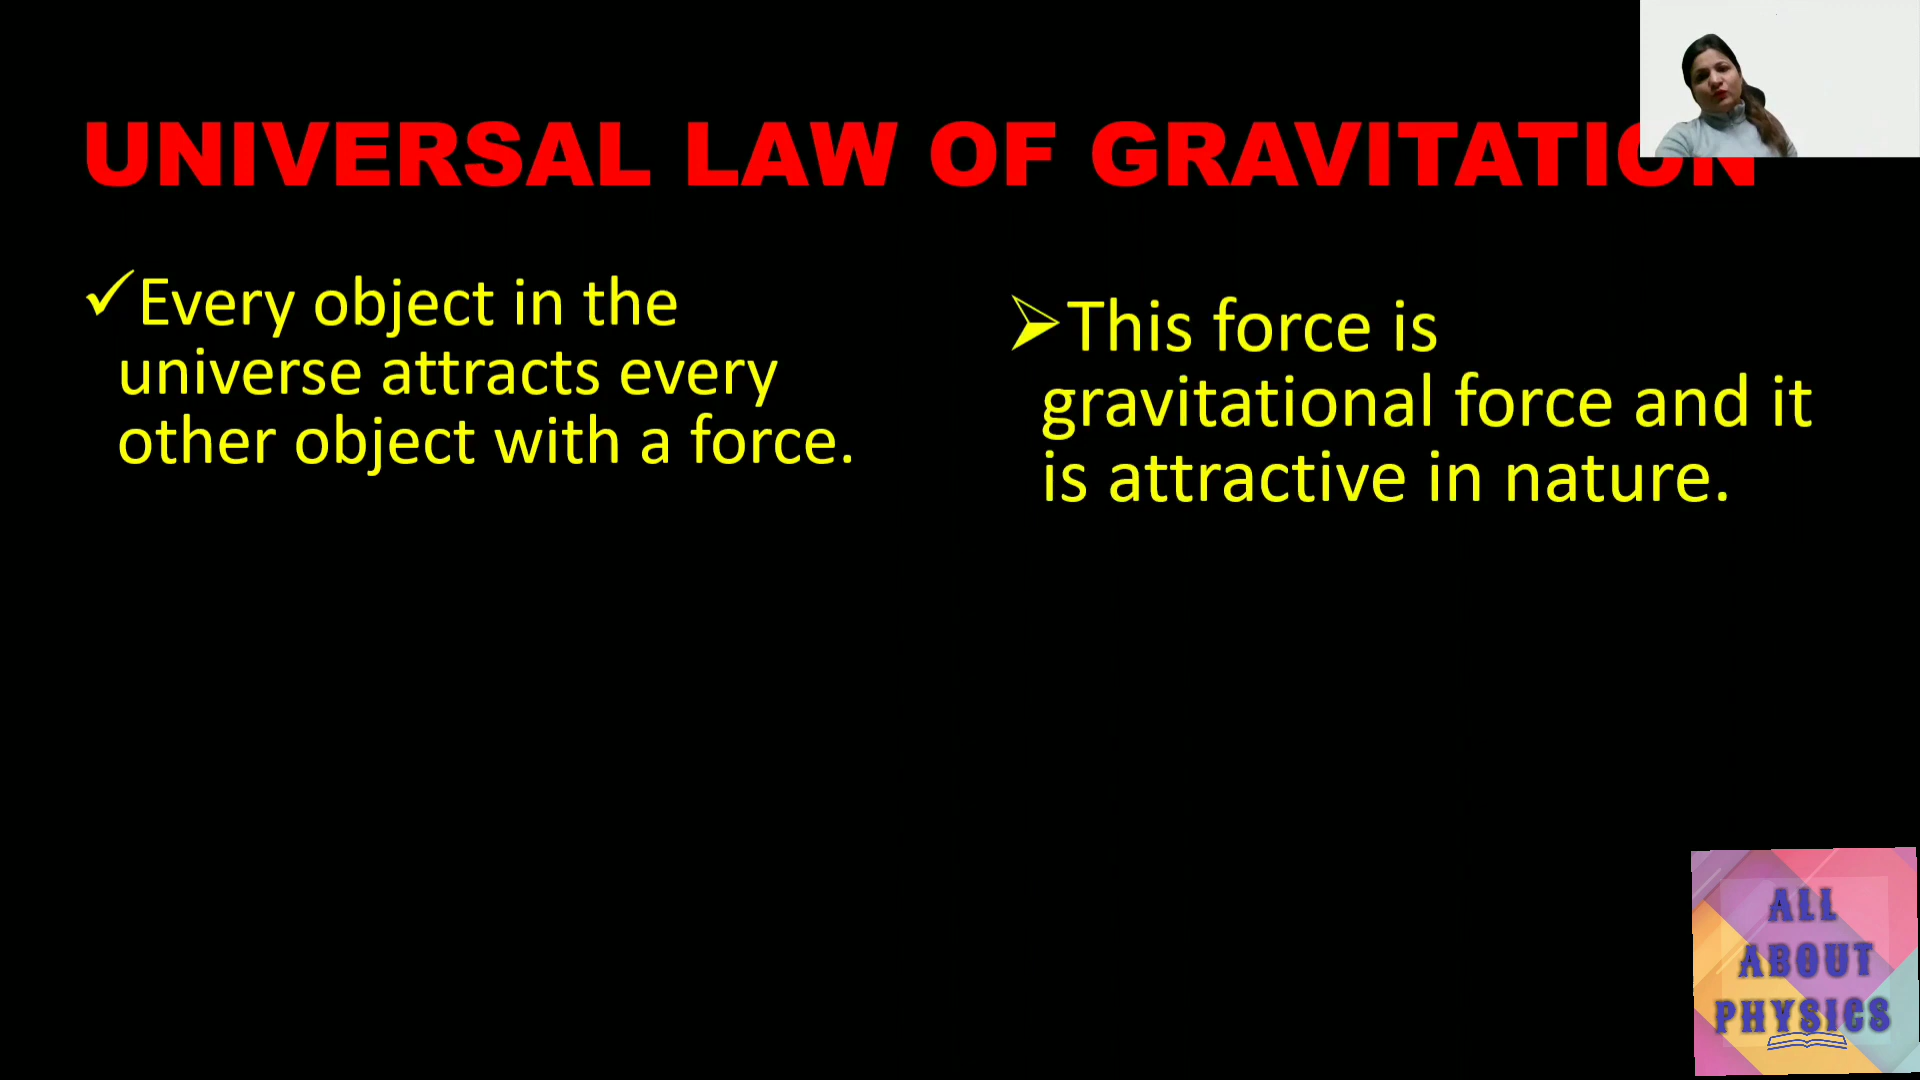 UNIVERSAL LAW OF GRAVITATION
✓Every object in the
universe attracts every
other object with a force.
➢This force is
gravitational force and it
is attractive in nature.
ALL
ABOUT
PHYSICS